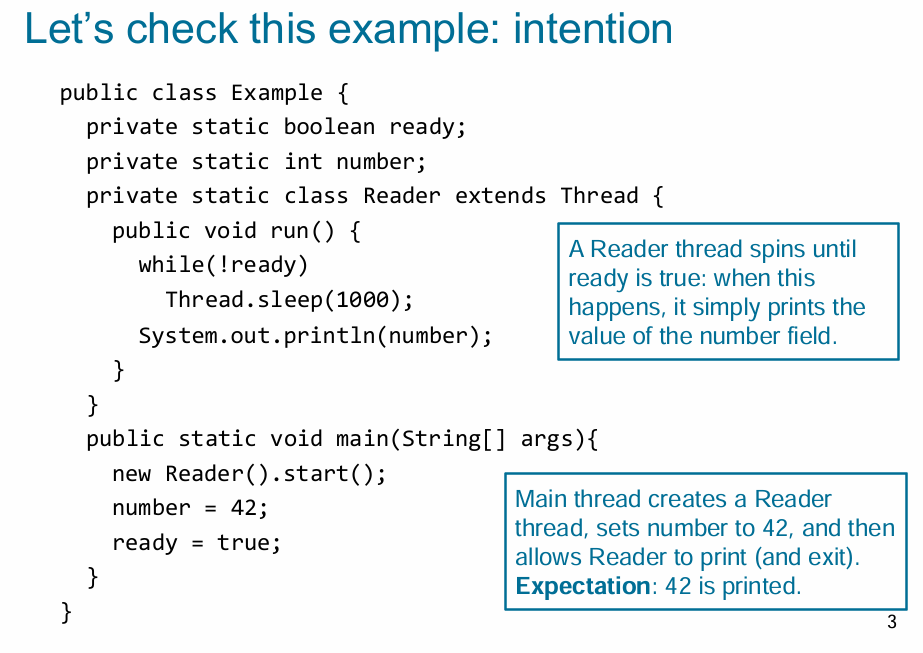 Let's check this example: intention
public class Example {
  private static boolean ready;
  private static int number;
  private static class Reader extends Thread {
    public void run() {
      while(!ready)
        Thread.sleep(1000);
      System.out.println(number);
    }
  }
  public static void main(String[] args){
    new Reader().start();
    number = 42;
    ready = true;
  }
}
A Reader thread spins until
ready is true: when this
happens, it simply prints the
value of the number field.
Main thread creates a Reader
thread, sets number to 42, and then
allows Reader to print (and exit).
Expectation: 42 is printed.
3